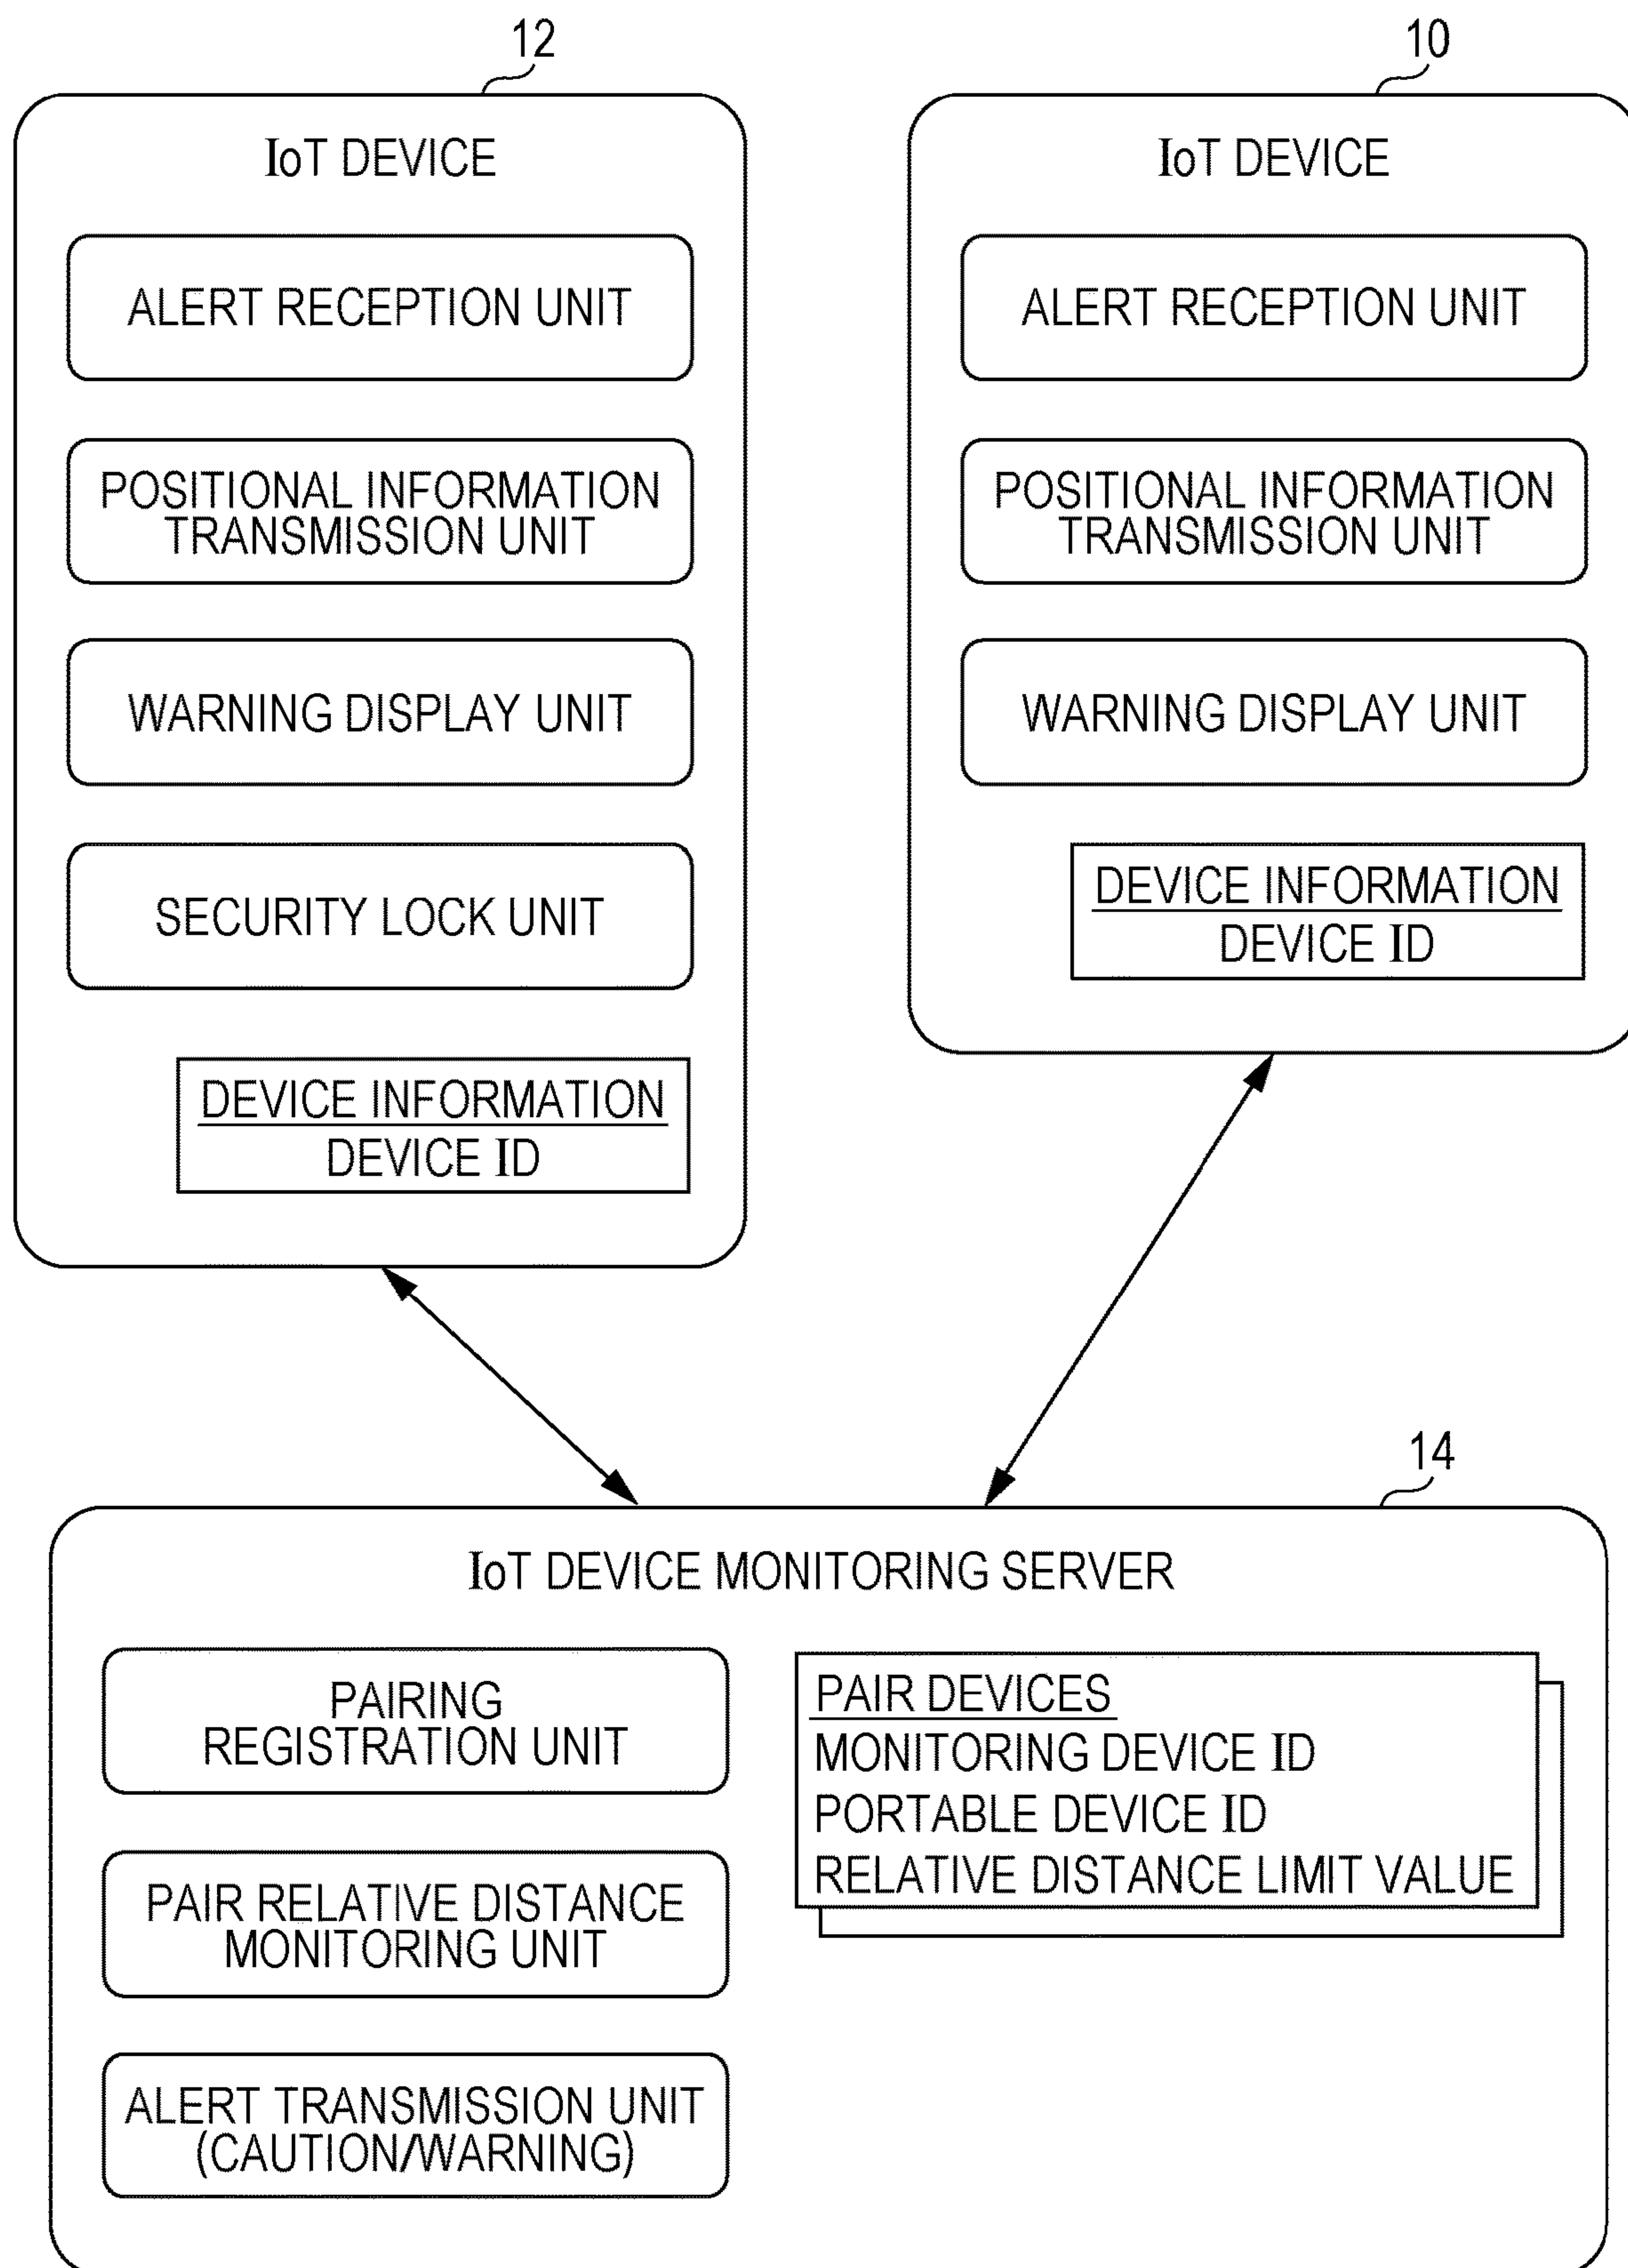 12
IoT DEVICE
ALERT RECEPTION UNIT
POSITIONAL INFORMATION
TRANSMISSION UNIT
WARNING DISPLAY UNIT
SECURITY LOCK UNIT
DEVICE INFORMATION
DEVICE ID
10
IoT DEVICE
ALERT RECEPTION UNIT
POSITIONAL INFORMATION
TRANSMISSION UNIT
WARNING DISPLAY UNIT
DEVICE INFORMATION
DEVICE ID
14
IoT DEVICE MONITORING SERVER
PAIRING
REGISTRATION UNIT
PAIR RELATIVE DISTANCE
MONITORING UNIT
ALERT TRANSMISSION UNIT
(CAUTION/WARNING)
PAIR DEVICES
MONITORING DEVICE ID
PORTABLE DEVICE ID
RELATIVE DISTANCE LIMIT VALUE